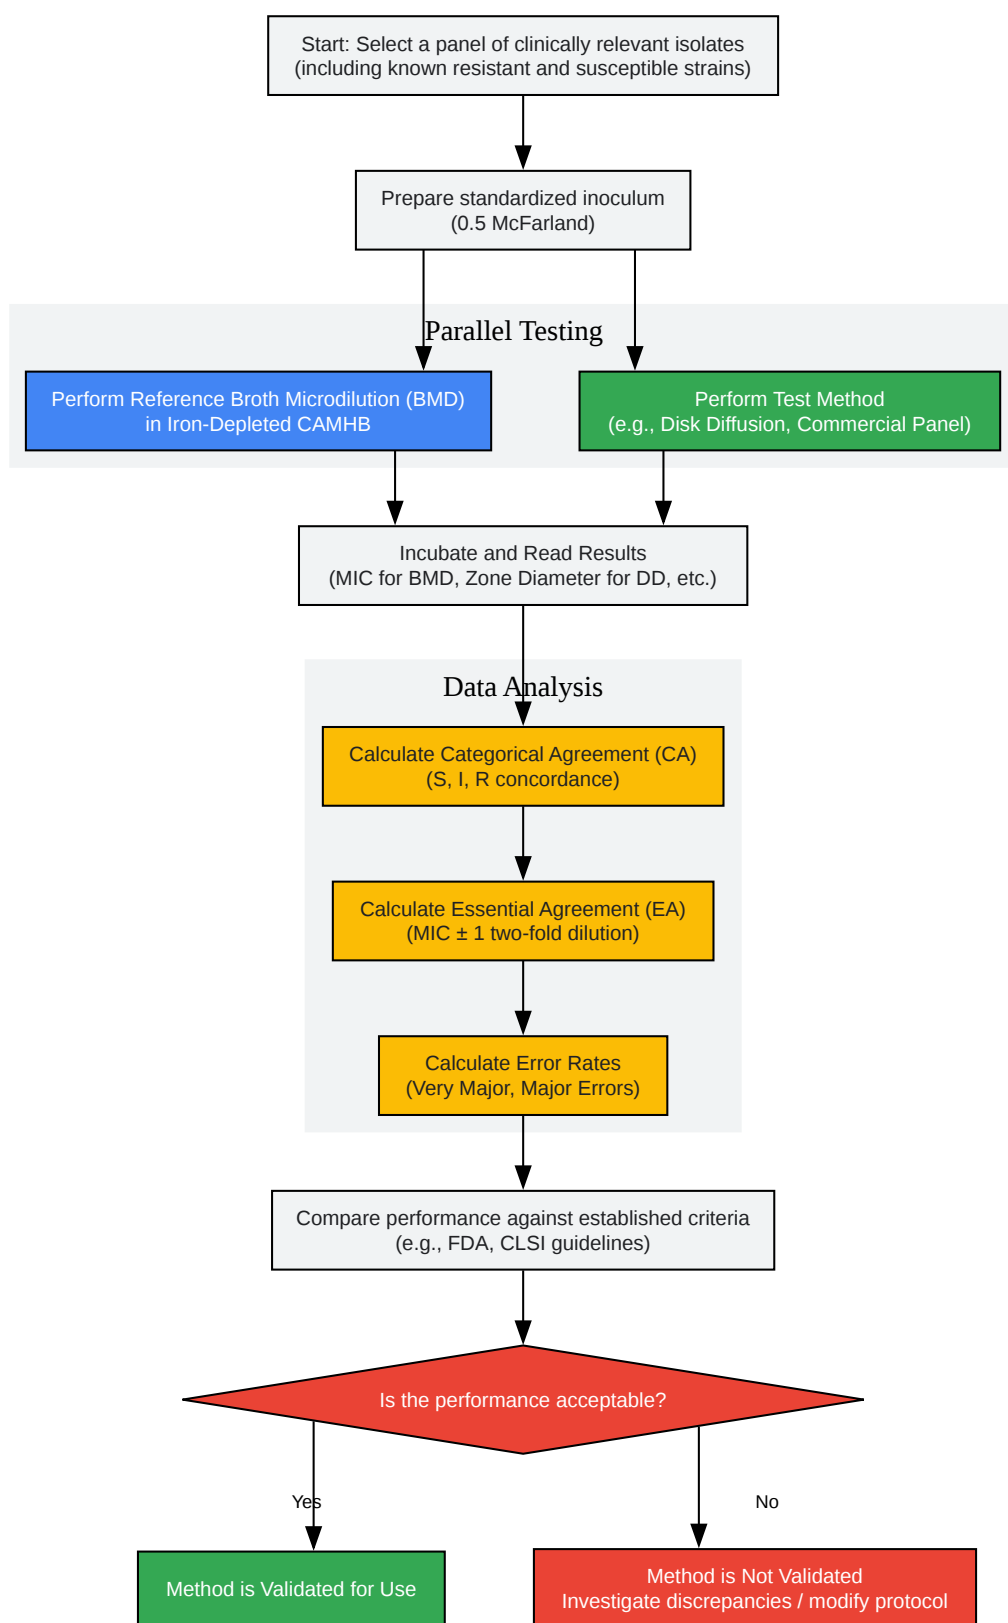 Start: Select a panel of clinically relevant isolates
(including known resistant and susceptible strains)
Prepare standardized inoculum
(0.5 McFarland)
Parallel Testing
Perform Reference Broth Microdilution (BMD)
in Iron-Depleted CAMHB
Perform Test Method
(e.g., Disk Diffusion, Commercial Panel)
Incubate and Read Results
(MIC for BMD, Zone Diameter for DD, etc.)
Data Analysis
Calculate Categorical Agreement (CA)
(S, I, R concordance)
Calculate Essential Agreement (EA)
(MIC ± 1 two-fold dilution)
Calculate Error Rates
(Very Major, Major Errors)
Compare performance against established criteria
(e.g., FDA, CLSI guidelines)
Is the performance acceptable?
Yes
No
Method is Validated for Use
Method is Not Validated
Investigate discrepancies / modify protocol